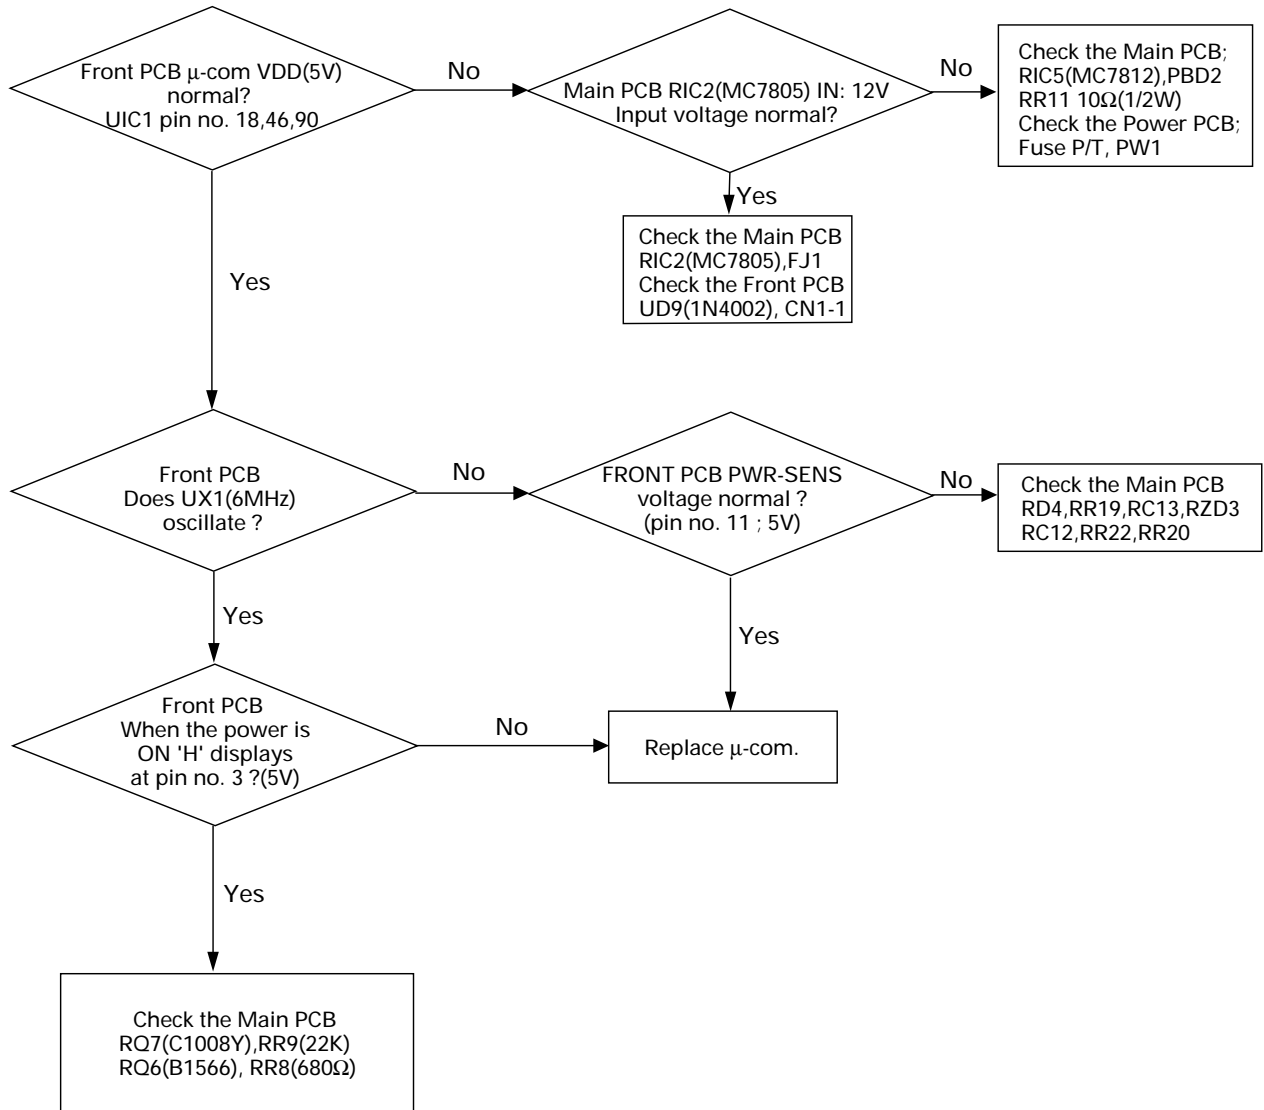 Front PCB μ-com VDD(5V)
normal?
UIC1 pin no. 18,46,90
No
Main PCB RIC2(MC7805) IN: 12V
Input voltage normal?
No
Check the Main PCB;
RIC5(MC7812),PBD2
RR11 10Ω(1/2W)
Check the Power PCB;
Fuse P/T, PW1
Yes
Check the Main PCB
RIC2(MC7805),FJ1
Check the Front PCB
UD9(1N4002), CN1-1
Yes
Front PCB
Does UX1(6MHz)
oscillate ?
No
FRONT PCB PWR-SENS
voltage normal ?
(pin no. 11 ; 5V)
No
Check the Main PCB
RD4,RR19,RC13,RZD3
RC12,RR22,RR20
Yes
Yes
Front PCB
When the power is
ON 'H' displays
at pin no. 3 ?(5V)
No
Replace μ-com.
Yes
Check the Main PCB
RQ7(C1008Y),RR9(22K)
RQ6(B1566), RR8(680Ω)